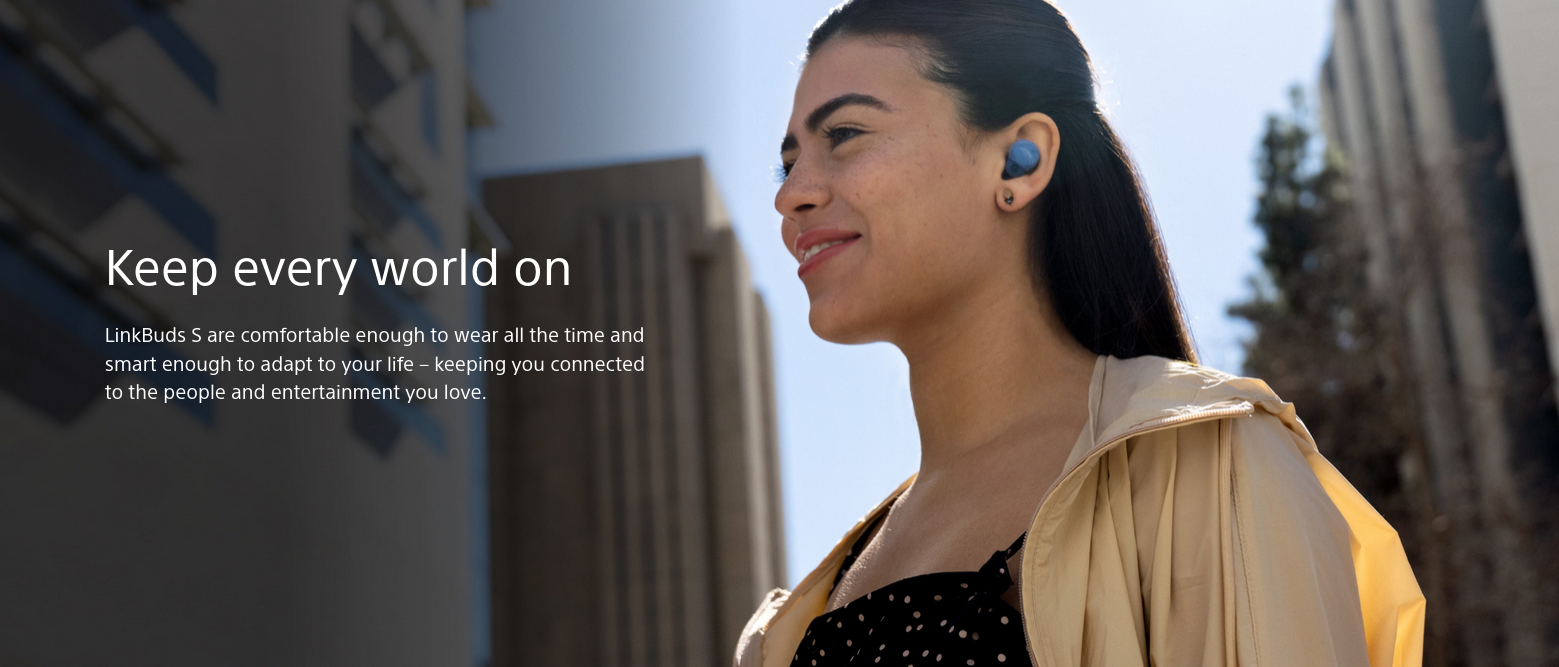 Keep every world on
LinkBuds S are comfortable enough to wear all the time and
smart enough to adapt to your life – keeping you connected
to the people and entertainment you love.